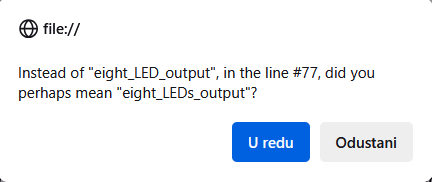 file://
Instead of "eight_LED_output", in the line #77, did you
perhaps mean "eight_LEDs_output"?
U redu
Odustani